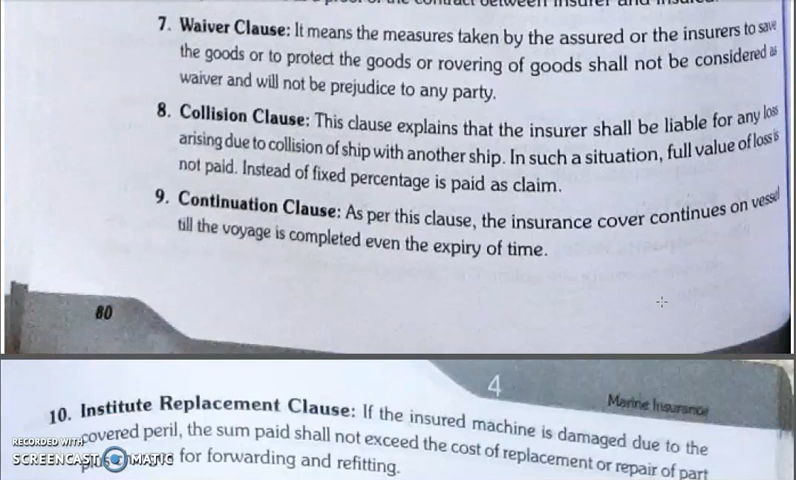 7. Waiver Clause: It means the measures taken by the assured or the insurers to save
the goods or to protect the goods or rovering of goods shall not be considered as
waiver and will not be prejudice to any party.
8. Collision Clause: This clause explains that the insurer shall be liable for any loss
arising due to collision of ship with another ship. In such a situation, full value of loss is
not paid. Instead of fixed percentage is paid as claim.
9. Continuation Clause: As per this clause, the insurance cover continues on vessel
till the voyage is completed even the expiry of time.
80
4
Marine Insurance
10. Institute Replacement Clause: If the insured machine is damaged due to the
covered peril, the sum paid shall not exceed the cost of replacement or repair of part
plus for forwarding and refitting.
RECORDED WITH
SCREENCAST MATIC